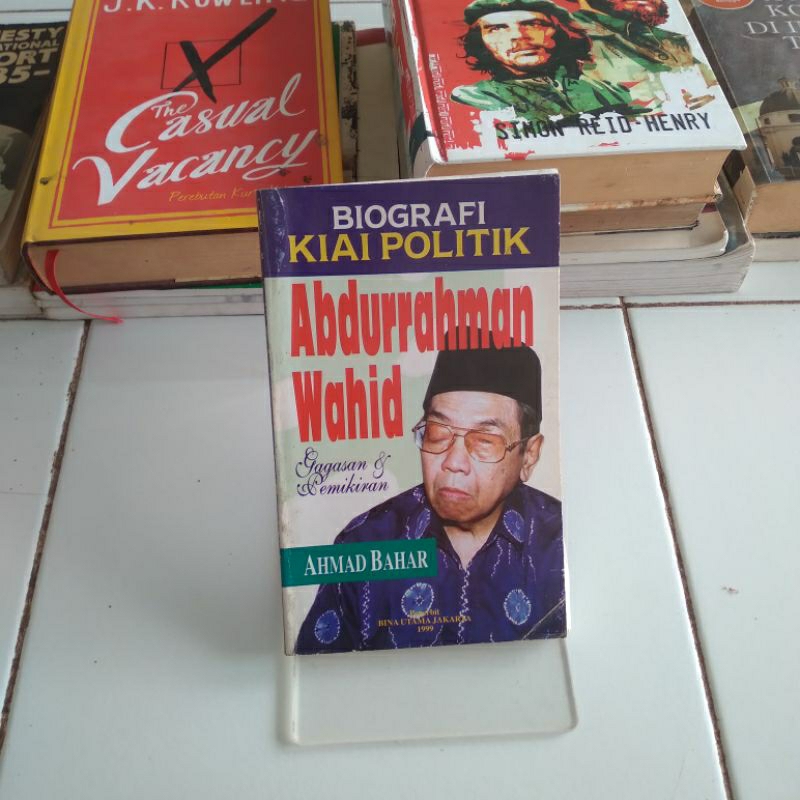 J.K. ROWLING
The
Casual
Vacancy
Perebutan
SIMON REID-HENRY
BIOGRAFI
KIAI POLITIK
Abdurrahman
Wahid
Gagasan &
Pemikiran
AHMAD BAHAR
Penerbit
BINA UTAMA JAKARTA
1999